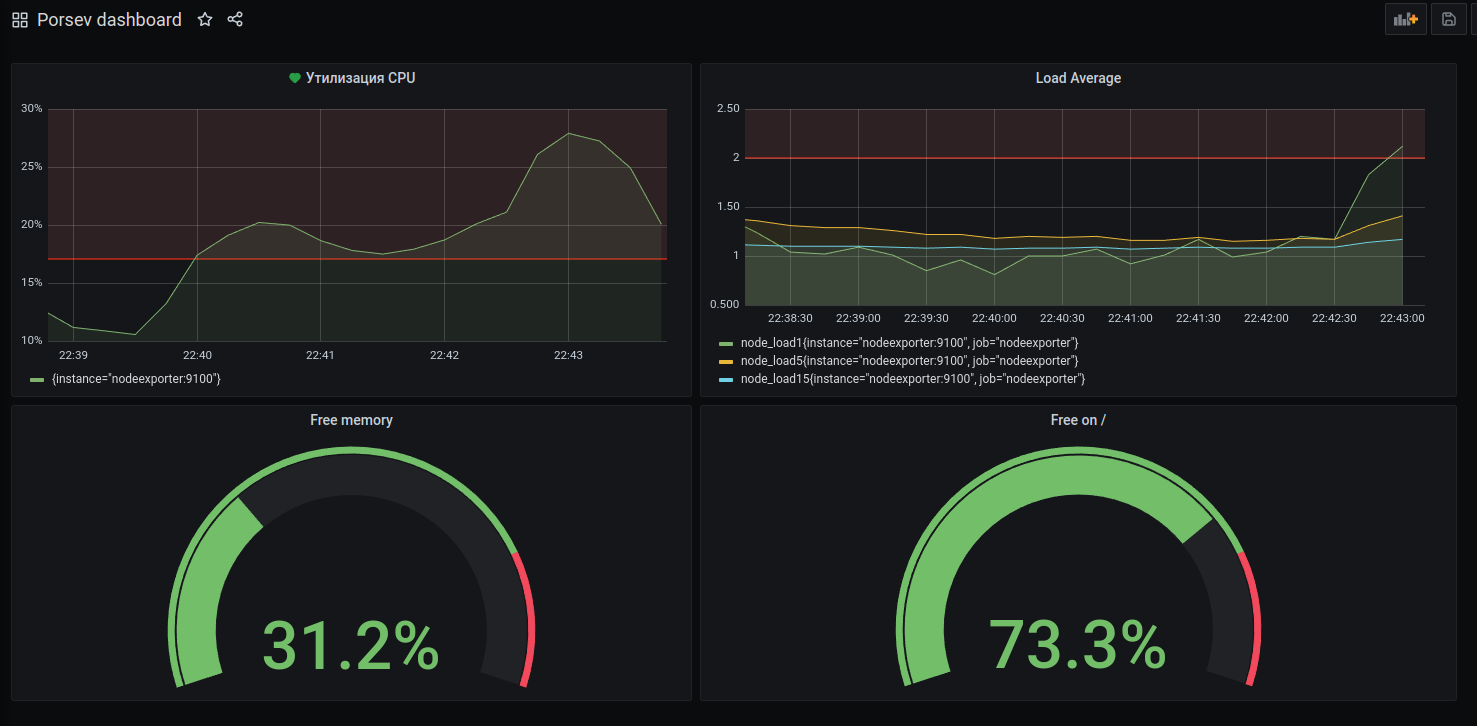 Porsev dashboard
Утилизация CPU
30%
25%
20%
15%
10%
22:39 22:40 22:41 22:42 22:43
{instance="nodeexporter:9100"}
Load Average
2.50
2
1.50
1
0.500
22:38:30 22:39:00 22:39:30 22:40:00 22:40:30 22:41:00 22:41:30 22:42:00 22:42:30 22:43:00
node_load1{instance="nodeexporter:9100", job="nodeexporter"}
node_load5{instance="nodeexporter:9100", job="nodeexporter"}
node_load15{instance="nodeexporter:9100", job="nodeexporter"}
Free memory
31.2%
Free on /
73.3%